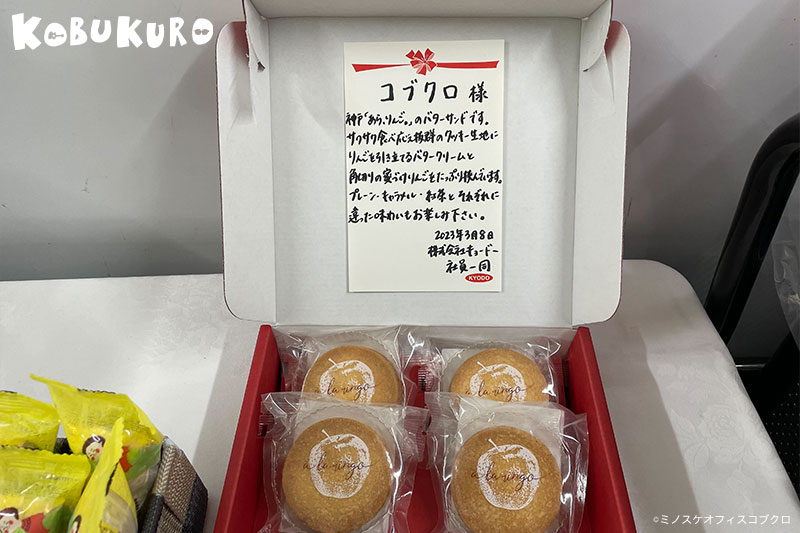 KOBUKURO
コブクロ 様
神戸「あら、りんご。」のバターサンドです。
サクサク食べ応え抜群のクッキー生地に
りんごを引き立てるバタークリームと
角切りの蜜づけりんごをたっぷり挟んでいます。
プレーン・キャラメル・紅茶とそれぞれに
違った味わいもお楽しみ下さい。
2023年3月8日
株式会社キョードー
社員一同
KYODO
a la ringo
a la ringo
a la ringo
a la ringo
©ミノスケオフィスコブクロ